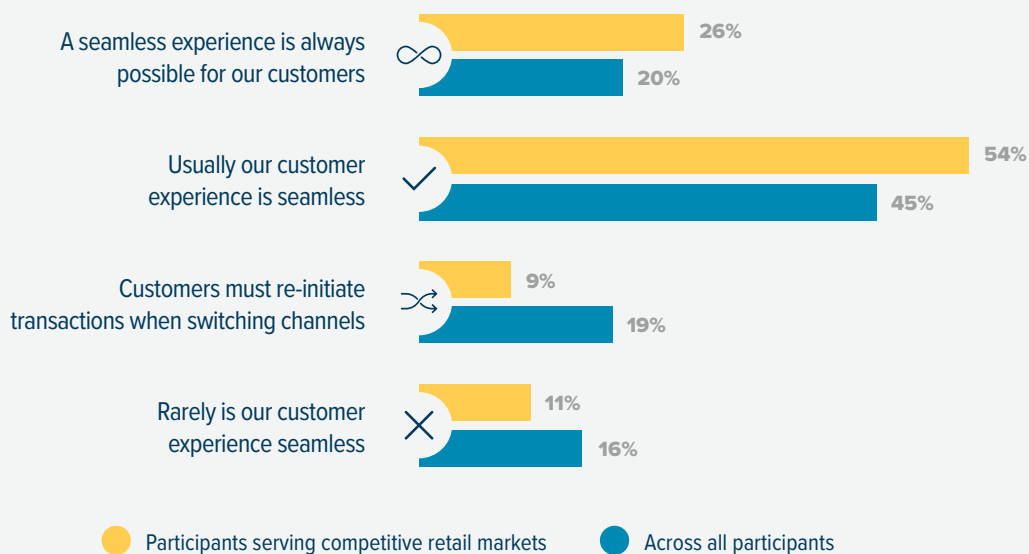 A seamless experience is always
possible for our customers
26%
20%
Usually our customer
experience is seamless
54%
45%
Customers must re-initiate
transactions when switching channels
9%
19%
Rarely is our customer
experience seamless
11%
16%
Participants serving competitive retail markets
Across all participants